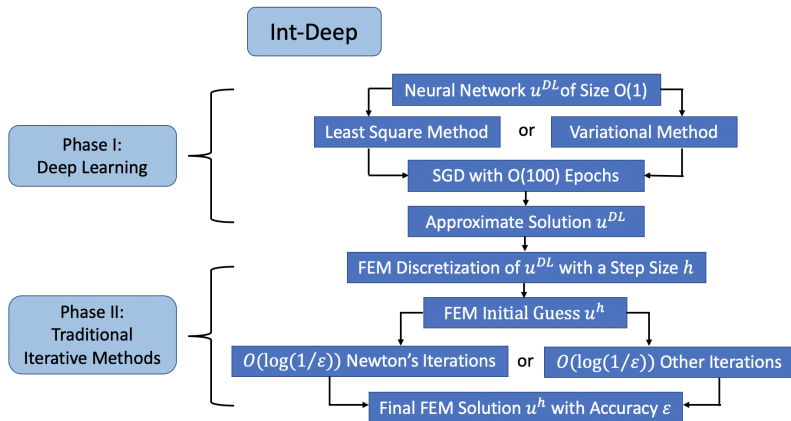 Int-Deep
Neural Network u^{DL} of Size O(1)
Phase I:
Deep Learning
Least Square Method
or
Variational Method
SGD with O(100) Epochs
Approximate Solution u^{DL}
FEM Discretization of u^{DL} with a Step Size h
Phase II:
Traditional
Iterative Methods
FEM Initial Guess u^h
O(log(1/ε)) Newton's Iterations
or
O(log(1/ε)) Other Iterations
Final FEM Solution u^h with Accuracy ε